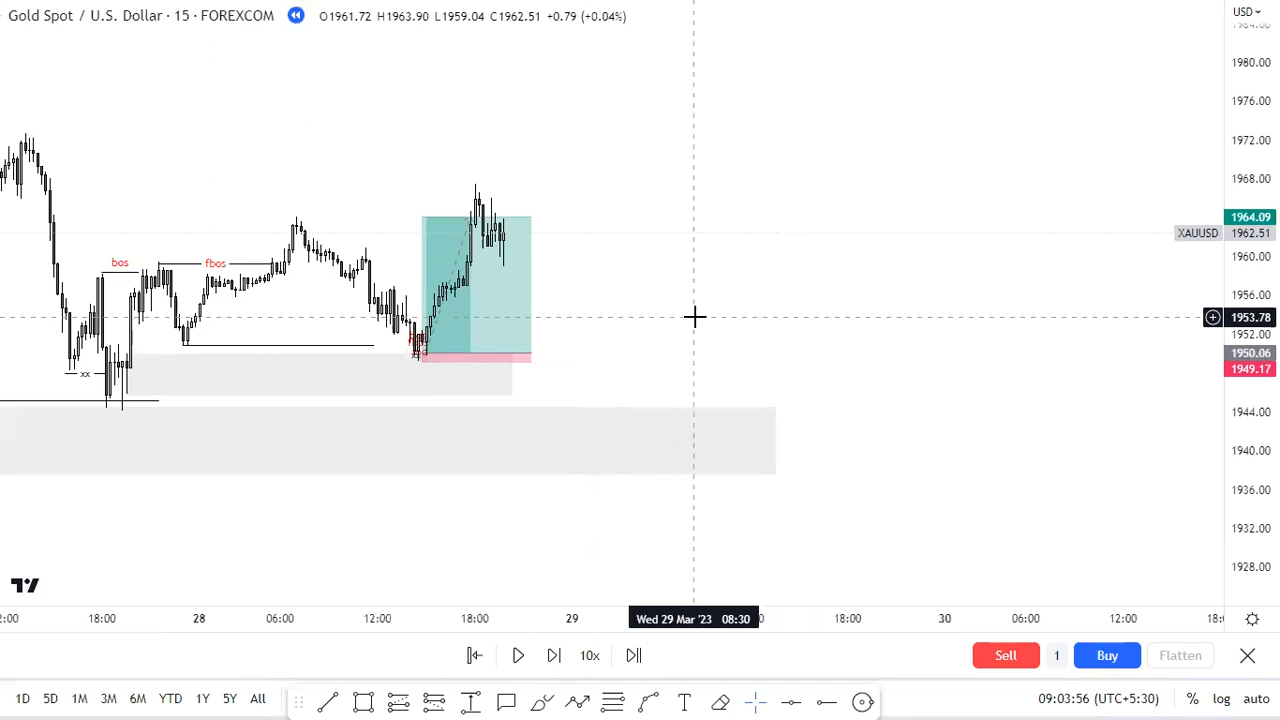 Gold Spot / U.S. Dollar · 15 · FOREXCOM O1961.72 H1963.90 L1959.04 C1962.51 +0.79 (+0.04%)
USD
1980.00
1976.00
1972.00
1968.00
1964.09
XAUUSD 1962.51
1960.00
1956.00
1953.78
1952.00
1950.06
1949.17
1944.00
1940.00
1936.00
1932.00
1928.00
bos
fbos
xx
18:00 28 06:00 12:00 18:00 29 Wed 29 Mar '23 08:30 18:00 30 06:00 12:00
10x
Sell 1 Buy Flatten
1D 5D 1M 3M 6M YTD 1Y 5Y All
09:03:56 (UTC+5:30) % log auto